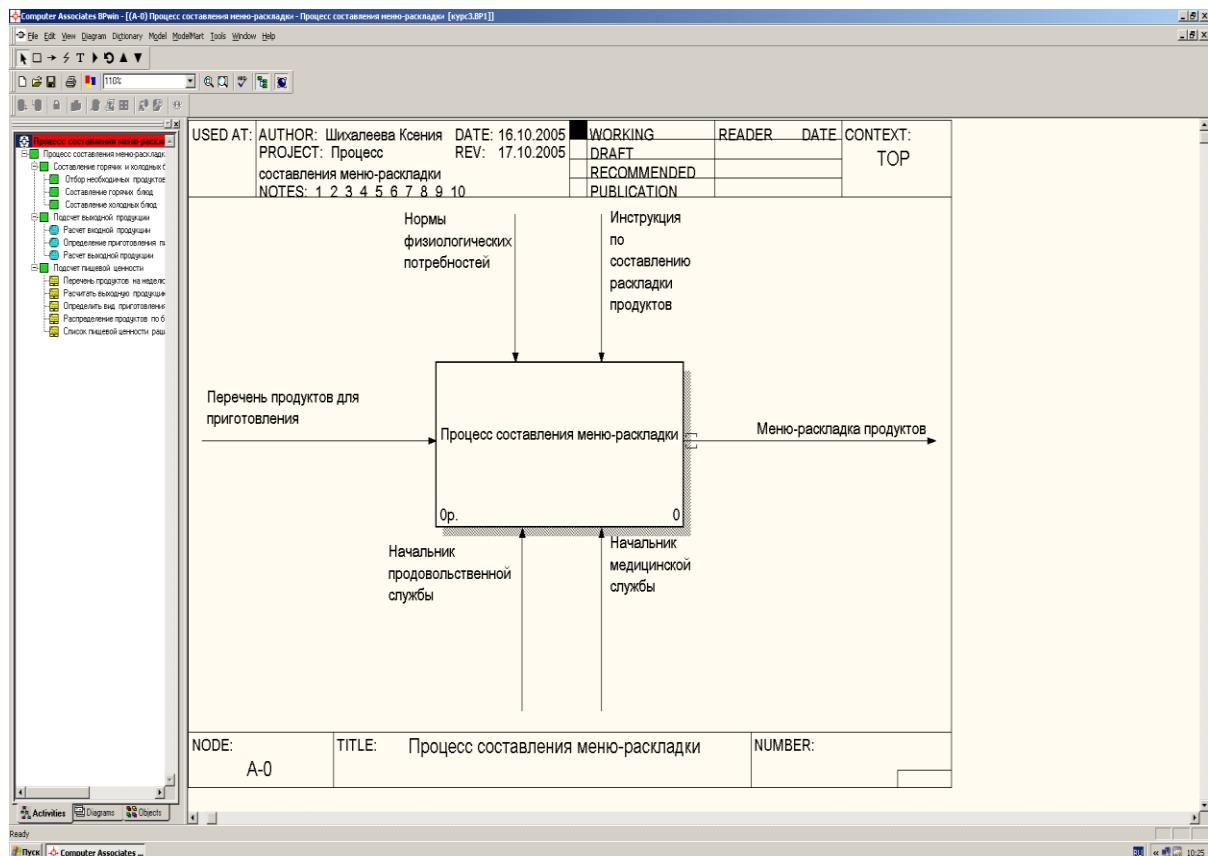 Computer Associates BPwin - [(A-0) Процесс составления меню-раскладки - Процесс составления меню-раскладки [курс3.BP1]]
File Edit View Diagram Dictionary Model ModelMart Tools Window Help
110%
Процесс составления меню-раскла
Процесс составления меню-расклад
Составление горячих и холодных б
Отбор необходимых продуктов
Составление горячих блюд
Составление холодных блюд
Подсчет выходной продукции
Расчет входной продукции
Определение приготовления пи
Расчет выходной продукции
Подсчет пищевой ценности
Перечень продуктов на неделю
Расчитать выходную продукцию
Определить вид приготовления
Распределение продуктов по б
Список пищевой ценности раци
Activities Diagrams Objects
USED AT: AUTHOR: Шихалеева Ксения DATE: 16.10.2005 WORKING READER DATE CONTEXT:
PROJECT: Процесс REV: 17.10.2005 DRAFT TOP
составления меню-раскладки RECOMMENDED
NOTES: 1 2 3 4 5 6 7 8 9 10 PUBLICATION
Нормы
физиологических
потребностей
Инструкция
по
составлению
раскладки
продуктов
Перечень продуктов для
приготовления
Процесс составления меню-раскладки
0р. 0
Меню-раскладка продуктов
Начальник
продовольственной
службы
Начальник
медицинской
службы
NODE: TITLE: Процесс составления меню-раскладки NUMBER:
A-0
Ready
Пуск Computer Associates ... RU « 10:25